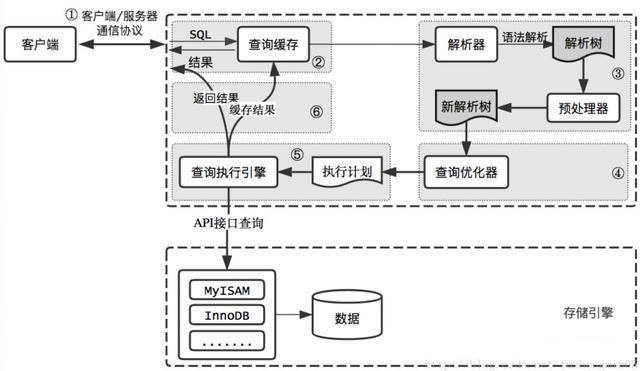 ① 客户端/服务器
通信协议
客户端
SQL
结果
查询缓存
②
解析器
语法解析
解析树
③
新解析树
预处理器
返回结果
缓存结果
⑥
查询执行引擎
⑤
执行计划
查询优化器
④
API接口查询
MyISAM
InnoDB
.......
数据
存储引擎